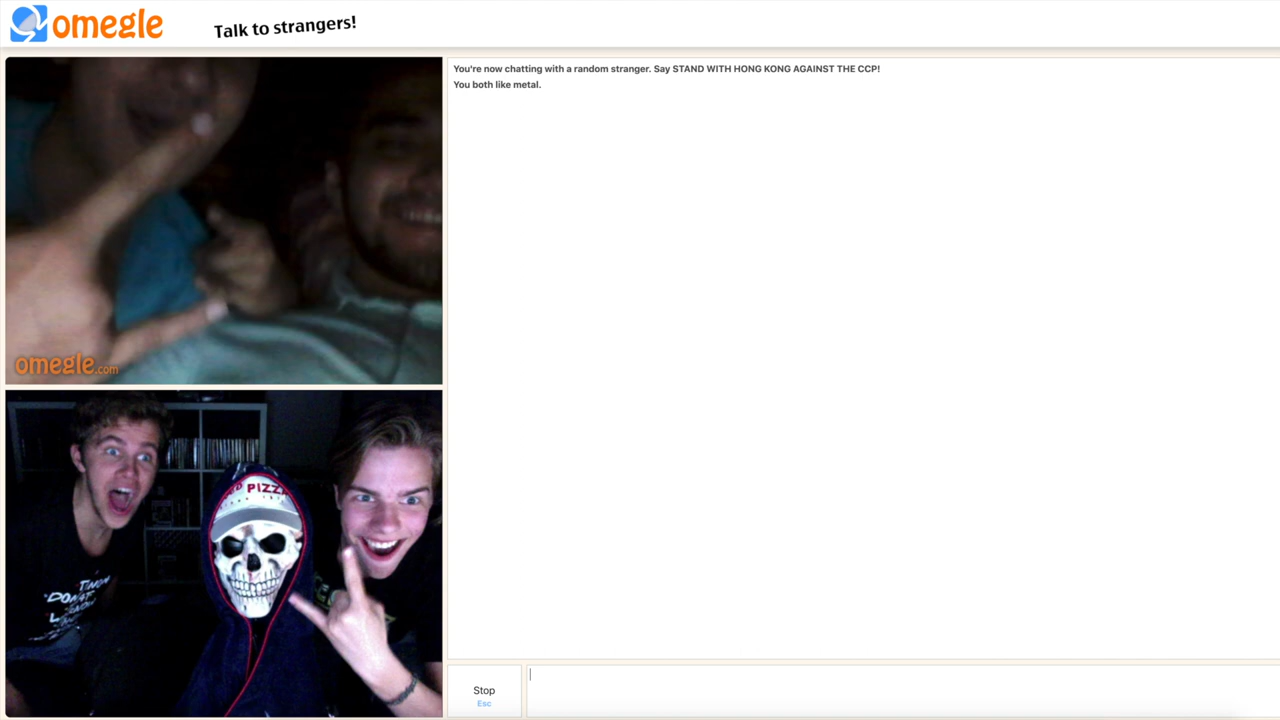 omegle
Talk to strangers!
You're now chatting with a random stranger. Say STAND WITH HONG KONG AGAINST THE CCP!
You both like metal.
omegle.com
PIZZ
DONAT
Stop
Esc